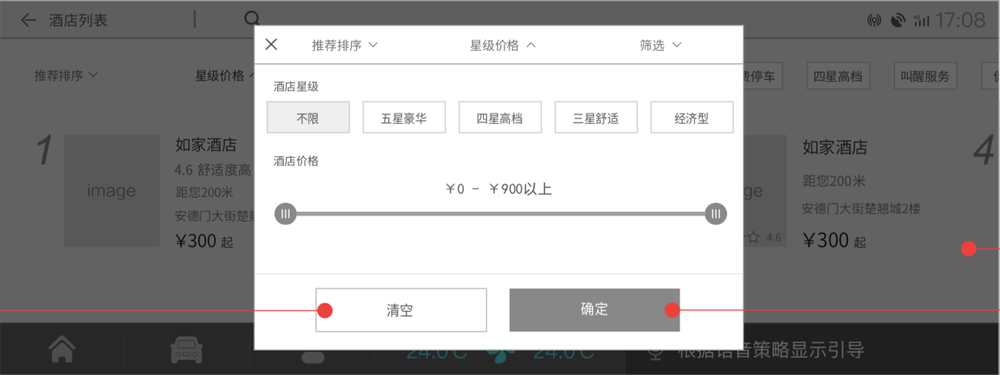 酒店列表
4G
17:08
推荐排序
星级价格
筛选
推荐排序
星级价格
费停车
四星高档
叫醒服务
酒店星级
不限
五星豪华
四星高档
三星舒适
经济型
酒店价格
¥0 - ¥900以上
1
image
如家酒店
4.6 舒适度高
距您200米
安德门大街楚翘
¥300 起
ge
4.6
如家酒店
距您200米
安德门大街楚翘城2楼
¥300 起
4
清空
确定
24.0°C
24.0°C
根据语音策略显示引导